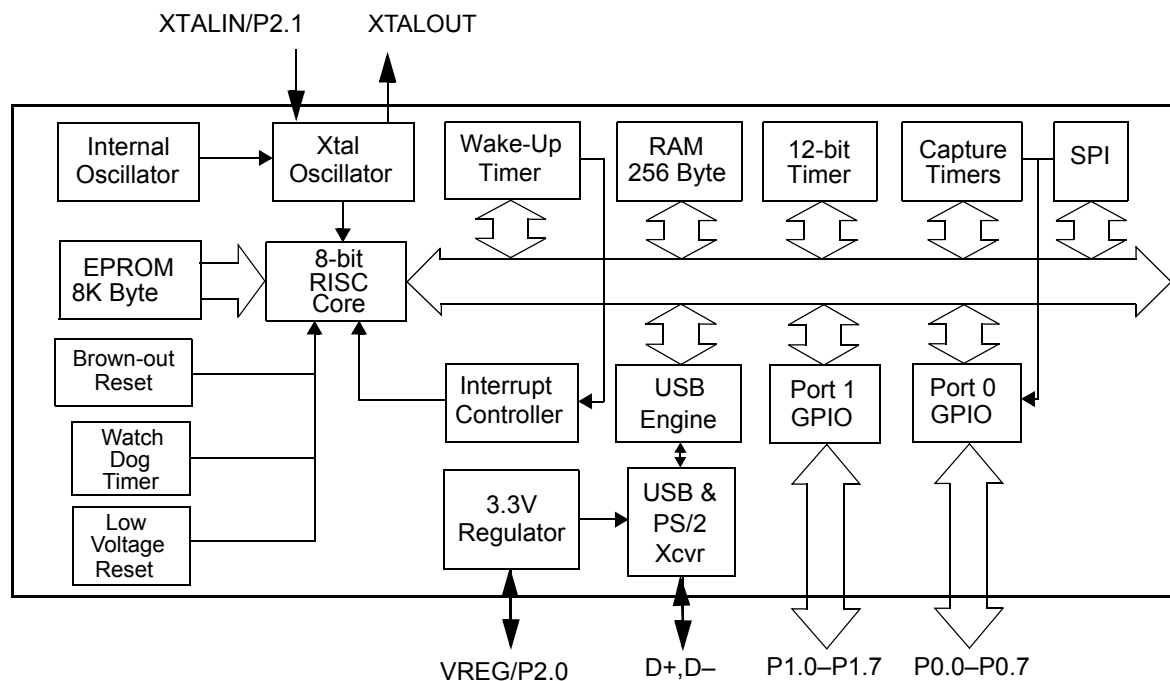 XTALIN/P2.1
XTALOUT
Internal
Oscillator
Xtal
Oscillator
Wake-Up
Timer
RAM
256 Byte
12-bit
Timer
Capture
Timers
SPI
EPROM
8K Byte
8-bit
RISC
Core
Brown-out
Reset
Watch
Dog
Timer
Low
Voltage
Reset
Interrupt
Controller
USB
Engine
Port 1
GPIO
Port 0
GPIO
3.3V
Regulator
USB &
PS/2
Xcvr
VREG/P2.0
D+,D–
P1.0–P1.7
P0.0–P0.7